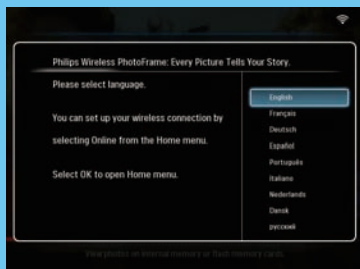 Philips Wireless PhotoFrame: Every Picture Tells Your Story.
Please select language.
You can set up your wireless connection by
selecting Online from the Home menu.
Select OK to open Home menu.
English
Français
Deutsch
Español
Português
Italiano
Nederlands
Dansk
русский
View photos on internal memory or flash memory cards.